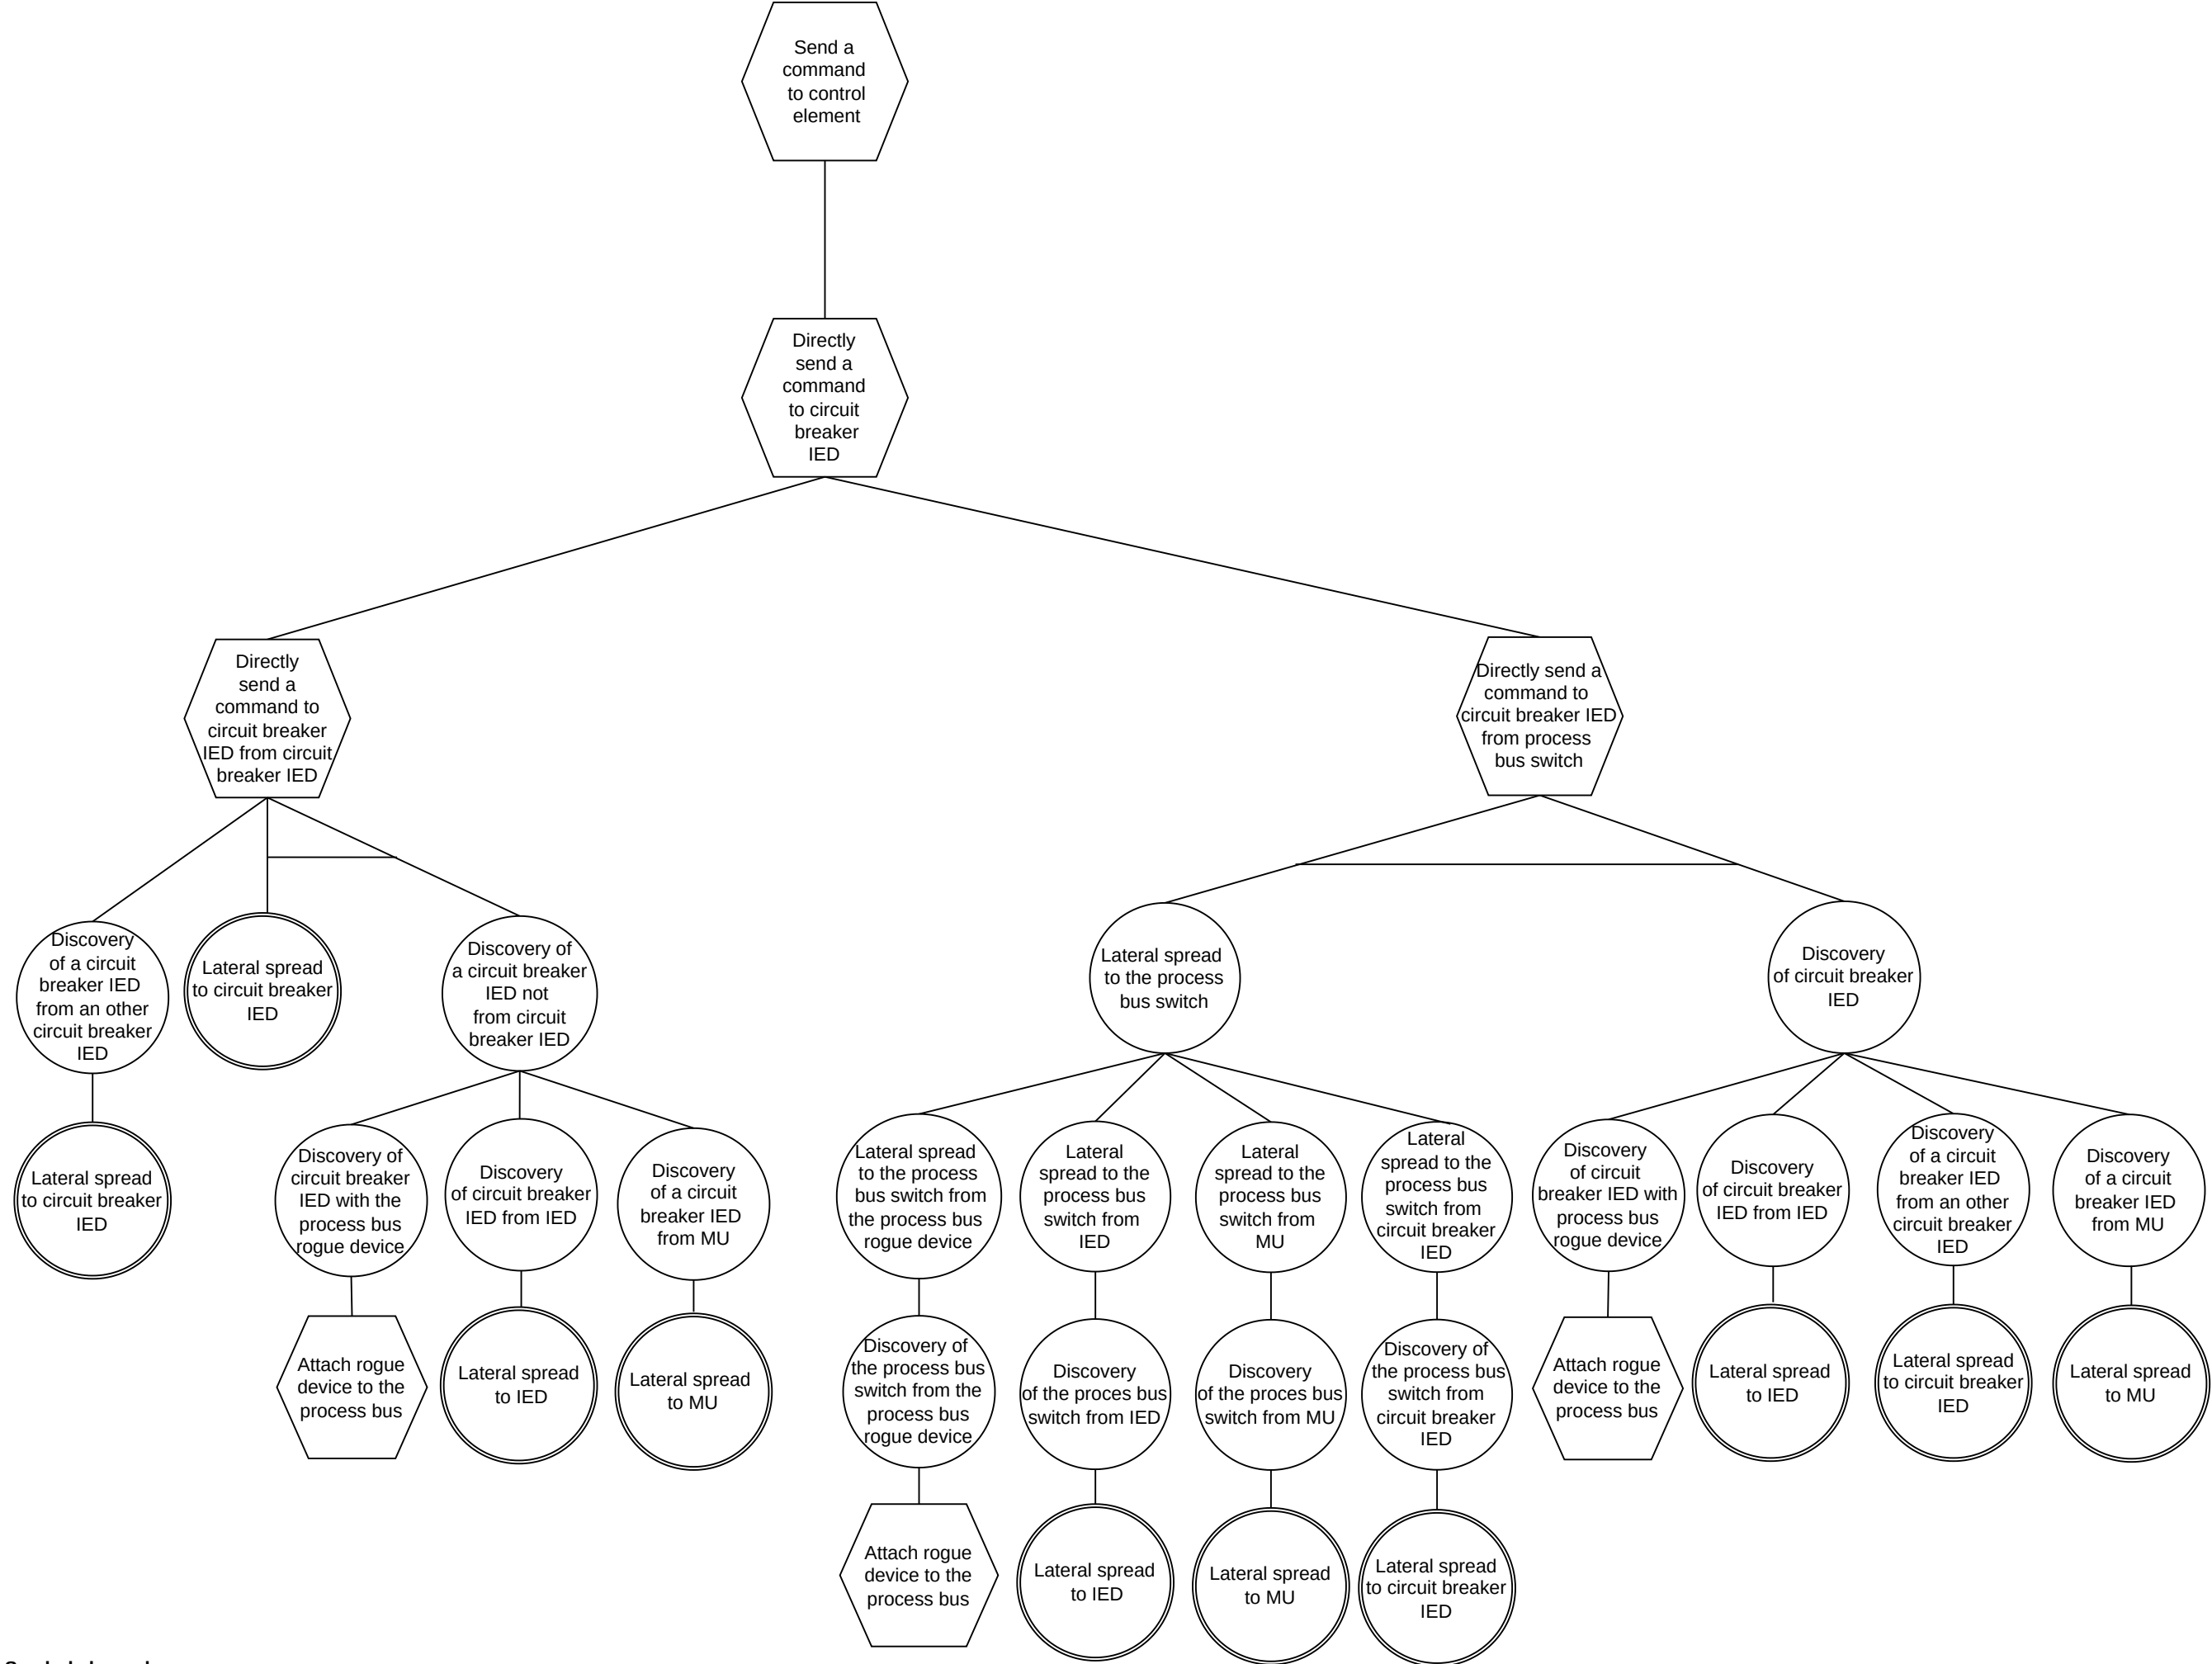 Send a
command
to control
element
Directly
send a
command
to circuit
breaker
IED
Directly
send a
command to
circuit breaker
IED from circuit
breaker IED
Directly send a
command to
circuit breaker IED
from process
bus switch
Discovery
of a circuit
breaker IED
from an other
circuit breaker
IED
Lateral spread
to circuit breaker
IED
Discovery of
a circuit breaker
IED not
from circuit
breaker IED
Lateral spread
to the process
bus switch
Discovery
of circuit breaker
IED
Lateral spread
to circuit breaker
IED
Discovery of
circuit breaker
IED with the
process bus
rogue device
Discovery
of circuit breaker
IED from IED
Discovery
of a circuit
breaker IED
from MU
Lateral spread
to the process
bus switch from
the process bus
rogue device
Lateral
spread to the
process bus
switch from
IED
Lateral
spread to the
process bus
switch from
MU
Lateral
spread to the
process bus
switch from
circuit breaker
IED
Discovery
of circuit
breaker IED with
process bus
rogue device
Discovery
of circuit breaker
IED from IED
Discovery
of a circuit
breaker IED
from an other
circuit breaker
IED
Discovery
of a circuit
breaker IED
from MU
Attach rogue
device to the
process bus
Lateral spread
to IED
Lateral spread
to MU
Discovery of
the process bus
switch from the
process bus
rogue device
Discovery
of the proces bus
switch from IED
Discovery
of the proces bus
switch from MU
Discovery of
the process bus
switch from
circuit breaker
IED
Attach rogue
device to the
process bus
Lateral spread
to IED
Lateral spread
to circuit breaker
IED
Lateral spread
to MU
Attach rogue
device to the
process bus
Lateral spread
to IED
Lateral spread
to MU
Lateral spread
to circuit breaker
IED